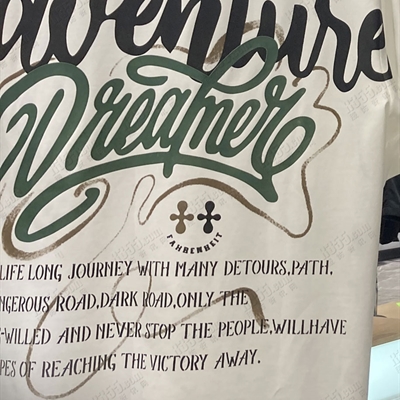 adventure
Dreamer
FAHRENHEIT
LIFE LONG JOURNEY WITH MANY DETOURS,PATH,
NGEROUS ROAD,DARK ROAD,ONLY THE
-WILLED AND NEVER STOP THE PEOPLE,WILLHAVE
PES OF REACHING THE VICTORY AWAY.